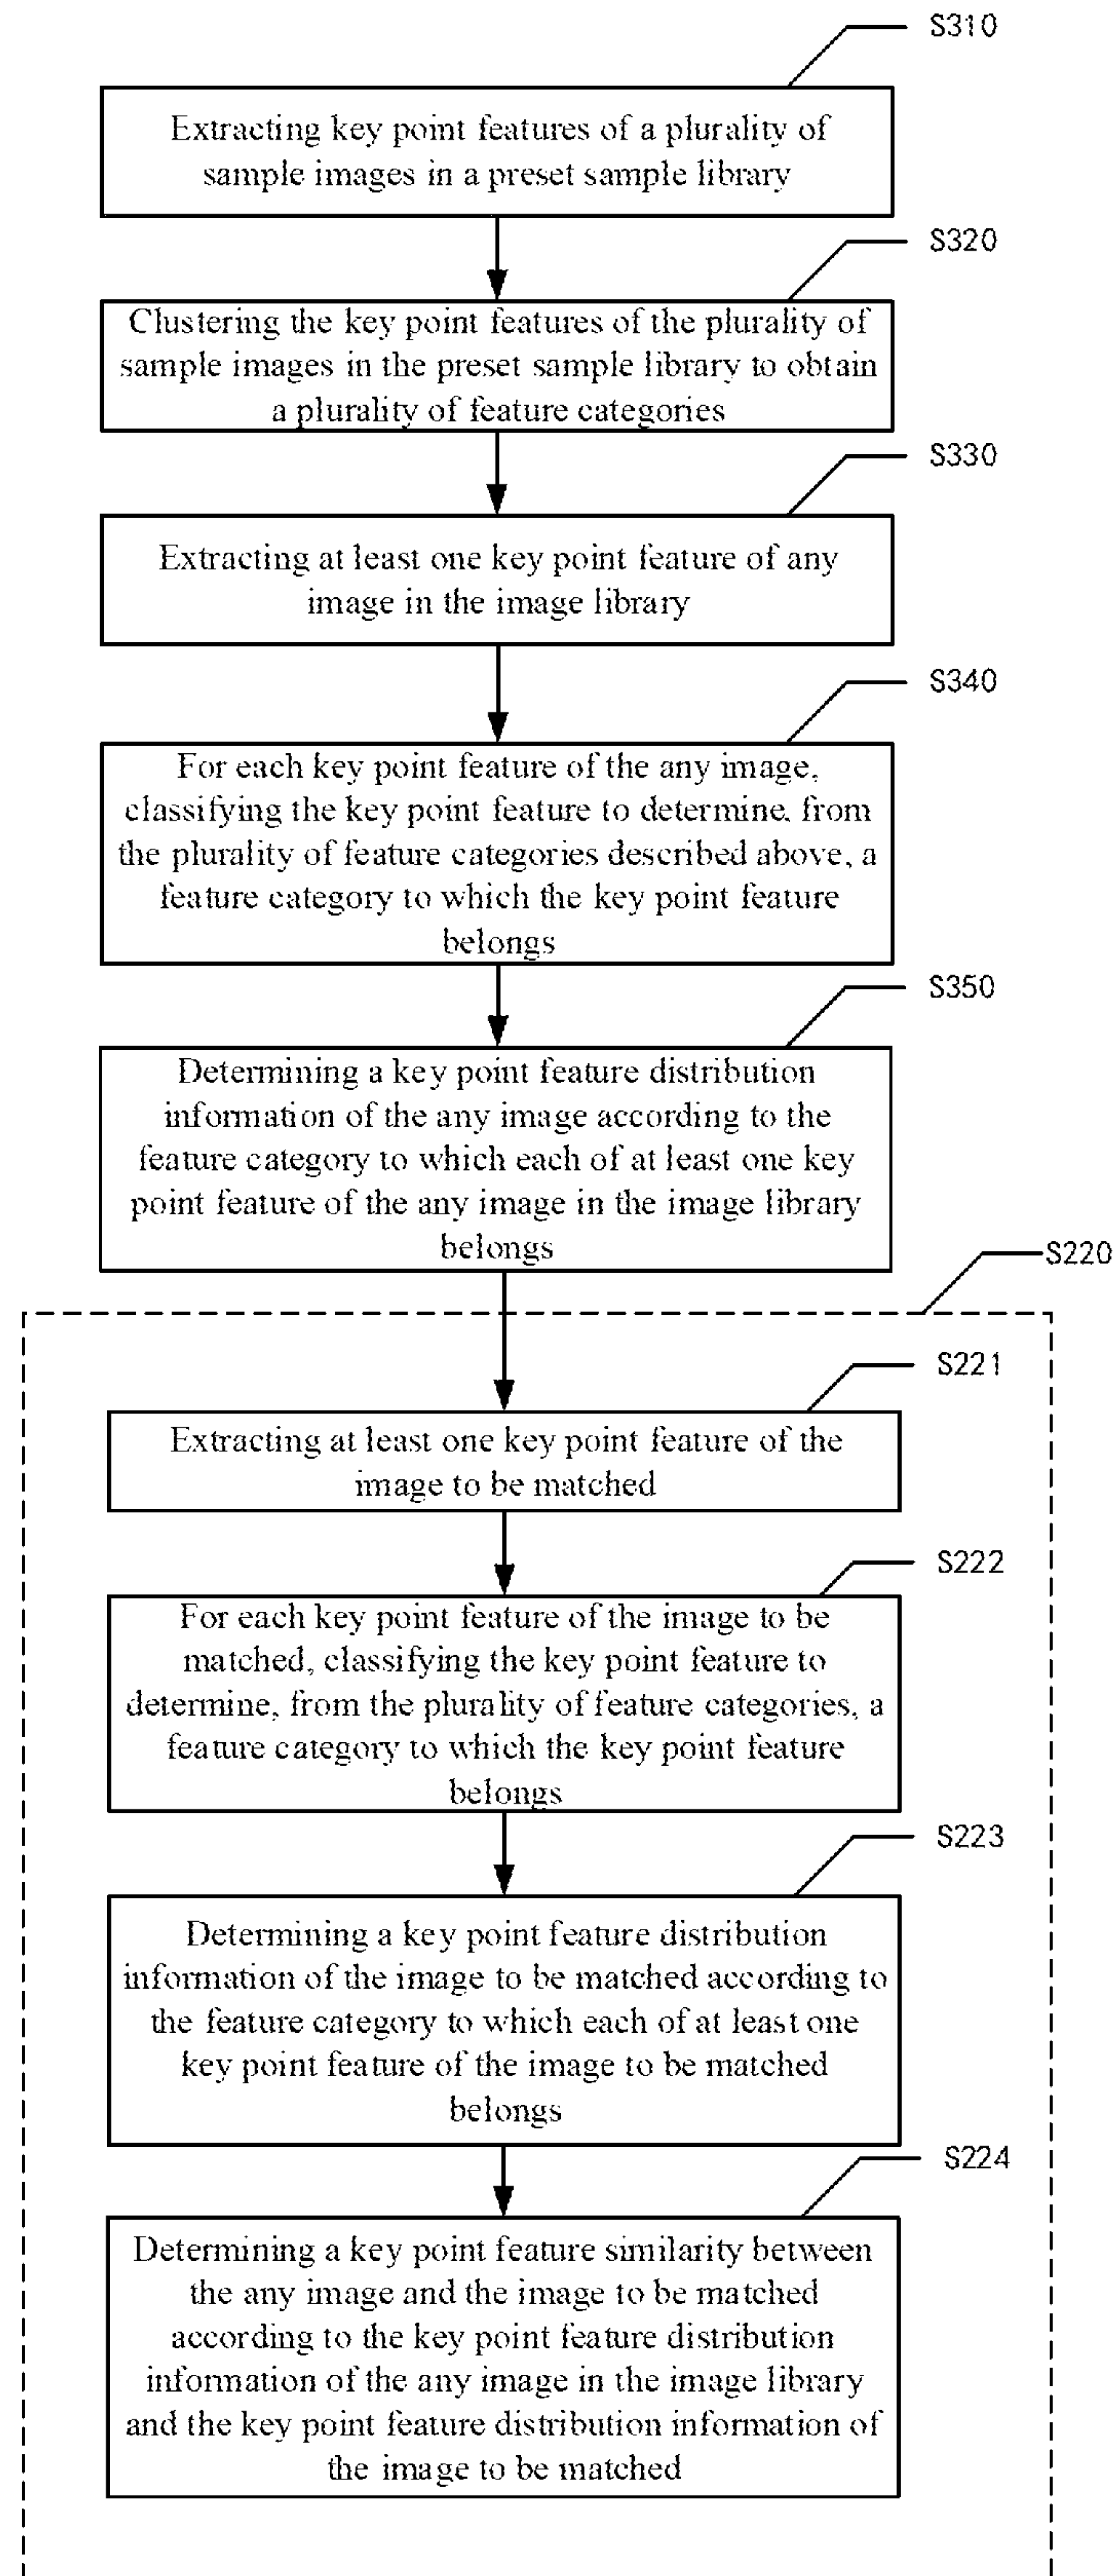 S310
Extracting key point features of a plurality of
sample images in a preset sample library
S320
Clustering the key point features of the plurality of
sample images in the preset sample library to obtain
a plurality of feature categories
S330
Extracting at least one key point feature of any
image in the image library
S340
For each key point feature of the any image,
classifying the key point feature to determine, from
the plurality of feature categories described above, a
feature category to which the key point feature
belongs
S350
Determining a key point feature distribution
information of the any image according to the
feature category to which each of at least one key
point feature of the any image in the image library
belongs
S220
S221
Extracting at least one key point feature of the
image to be matched
S222
For each key point feature of the image to be
matched, classifying the key point feature to
determine, from the plurality of feature categories, a
feature category to which the key point feature
belongs
S223
Determining a key point feature distribution
information of the image to be matched according to
the feature category to which each of at least one
key point feature of the image to be matched
belongs
S224
Determining a key point feature similarity between
the any image and the image to be matched
according to the key point feature distribution
information of the any image in the image library
and the key point feature distribution information of
the image to be matched